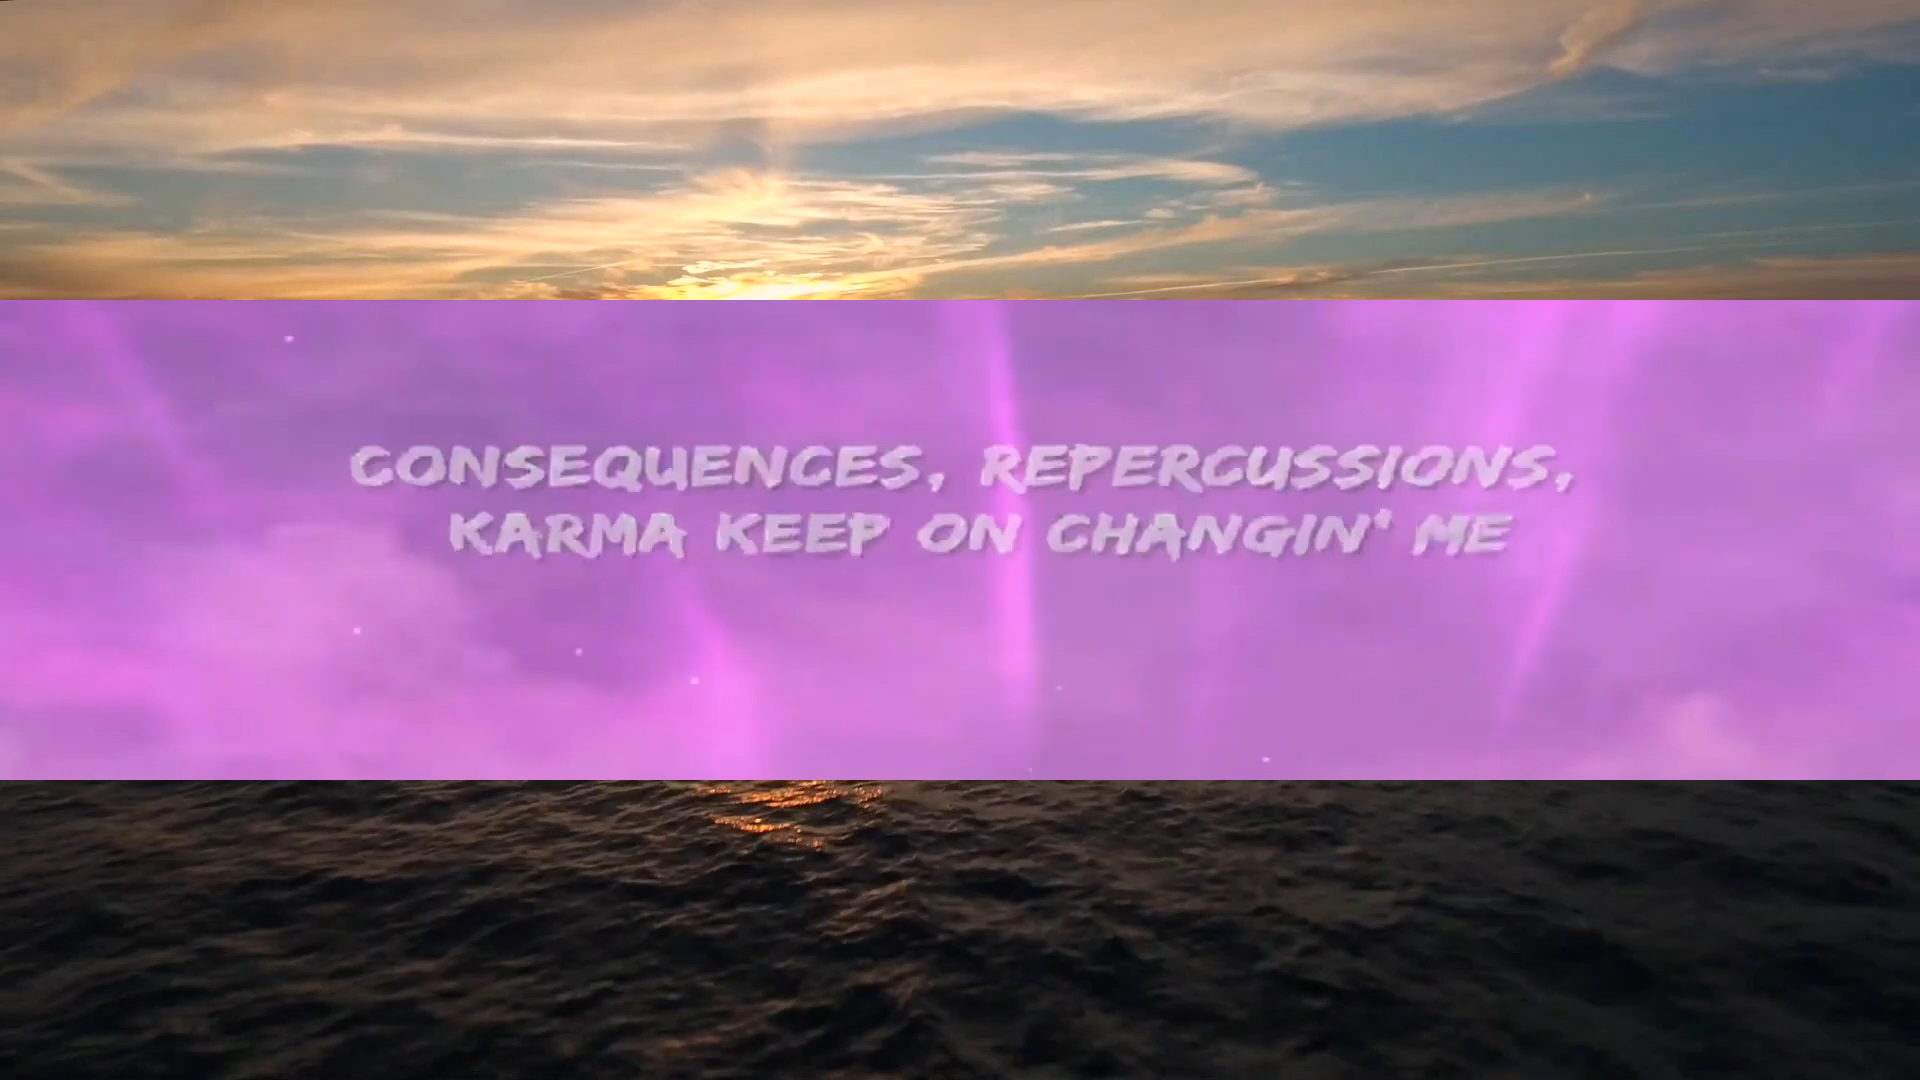 CONSEQUENCES, REPERCUSSIONS,
KARMA KEEP ON CHANGIN' ME